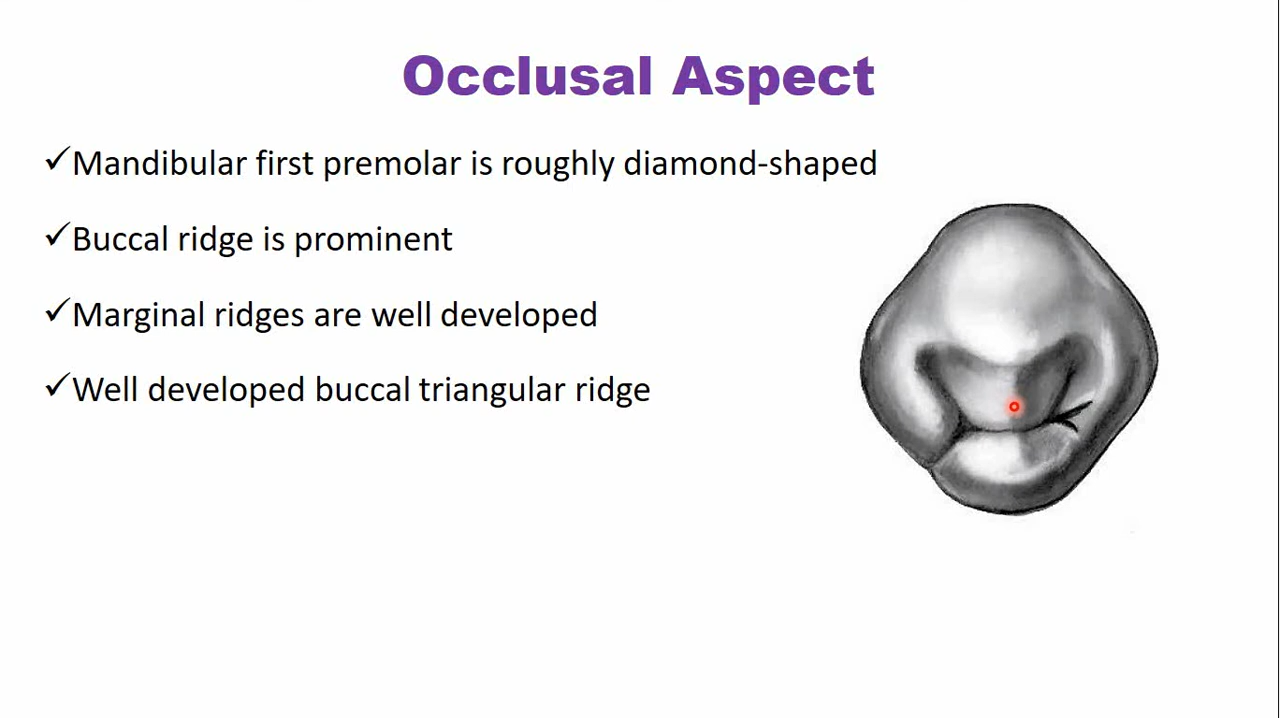 Occlusal Aspect
✓Mandibular first premolar is roughly diamond-shaped
✓Buccal ridge is prominent
✓Marginal ridges are well developed
✓Well developed buccal triangular ridge